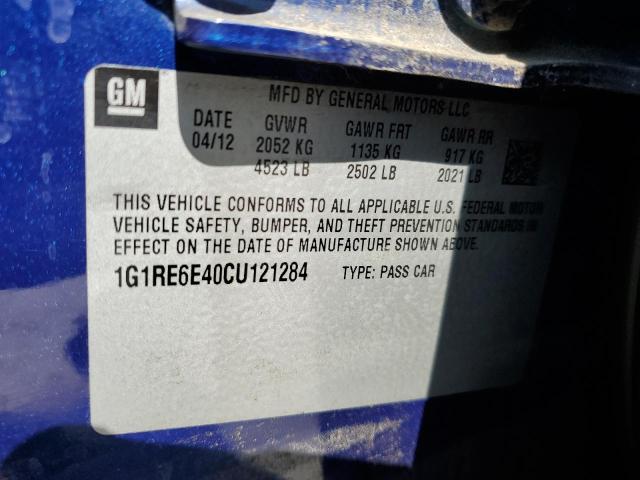 GM
MFD BY GENERAL MOTORS LLC
DATE GVWR GAWR FRT GAWR RR
04/12 2052 KG 1135 KG 917 KG
4523 LB 2502 LB 2021 LB
THIS VEHICLE CONFORMS TO ALL APPLICABLE U.S. FEDERAL MOTOR
VEHICLE SAFETY, BUMPER, AND THEFT PREVENTION STANDARDS IN
EFFECT ON THE DATE OF MANUFACTURE SHOWN ABOVE.
1G1RE6E40CU121284 TYPE: PASS CAR